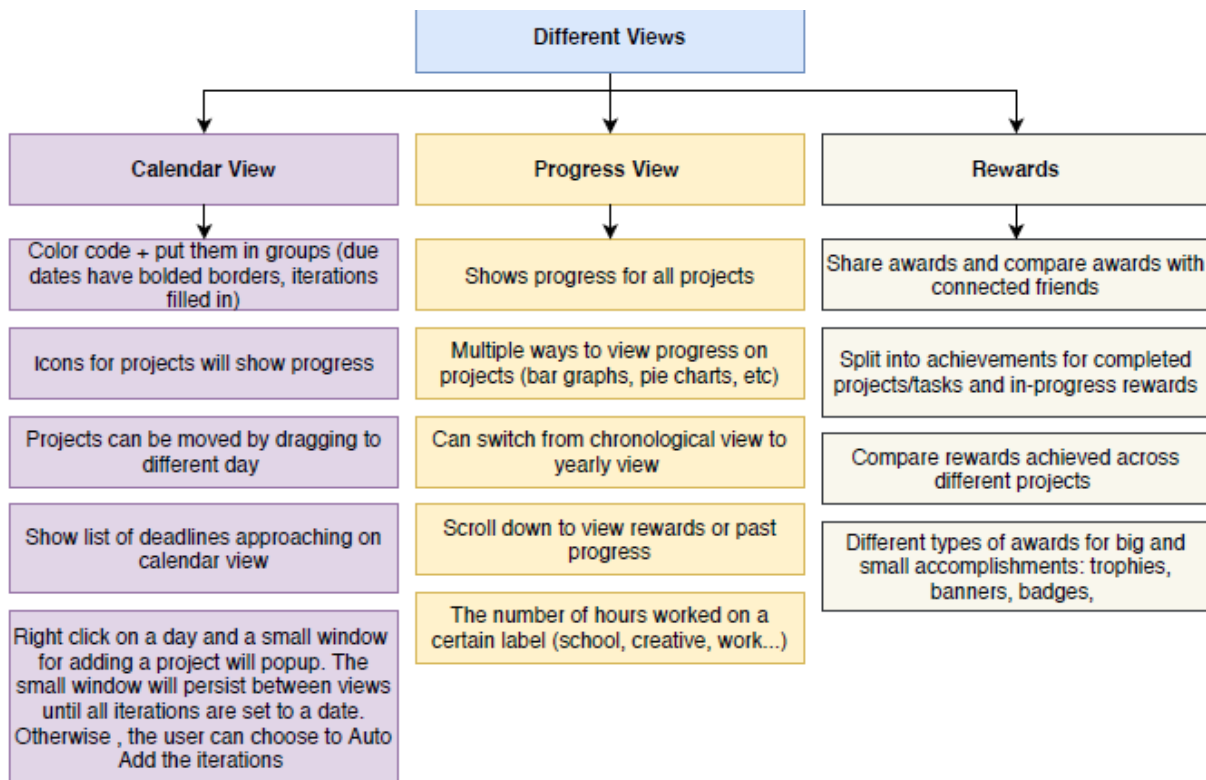 Different Views
Calendar View
Color code + put them in groups (due
dates have bolded borders, iterations
filled in)
Icons for projects will show progress
Projects can be moved by dragging to
different day
Show list of deadlines approaching on
calendar view
Right click on a day and a small window
for adding a project will popup. The
small window will persist between views
until all iterations are set to a date.
Otherwise , the user can choose to Auto
Add the iterations
Progress View
Shows progress for all projects
Multiple ways to view progress on
projects (bar graphs, pie charts, etc)
Can switch from chronological view to
yearly view
Scroll down to view rewards or past
progress
The number of hours worked on a
certain label (school, creative, work...)
Rewards
Share awards and compare awards with
connected friends
Split into achievements for completed
projects/tasks and in-progress rewards
Compare rewards achieved across
different projects
Different types of awards for big and
small accomplishments: trophies,
banners, badges,